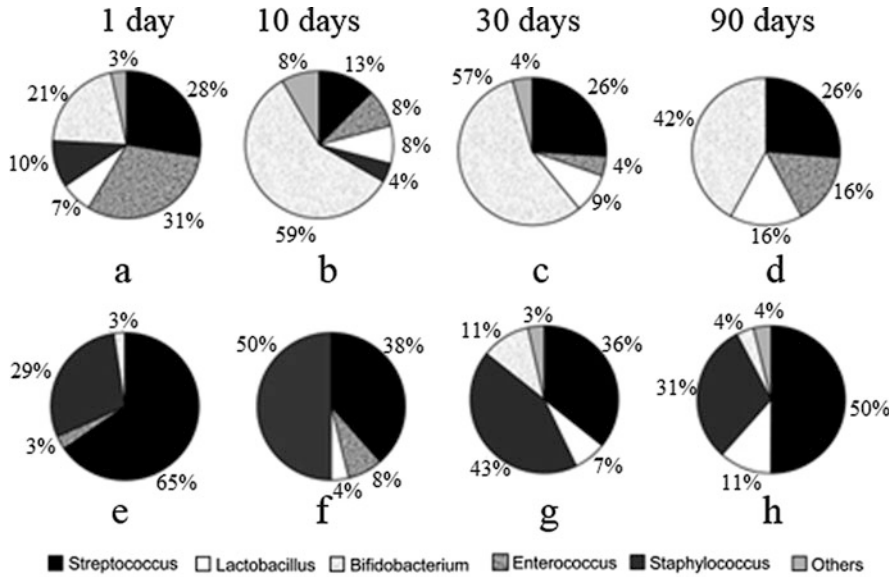 1 day 10 days 30 days 90 days
3% 8% 4%
28% 13% 57% 26% 26%
21% 8% 42%
10% 8% 4%
7% 4% 9% 16%
31% 59% 16%
a b c d
3% 3% 4% 4%
50% 38% 11% 36%
29% 31% 50%
3% 43% 7%
65% 4% 8% 11%
e f g h
Streptococcus Lactobacillus Bifidobacterium Enterococcus Staphylococcus Others